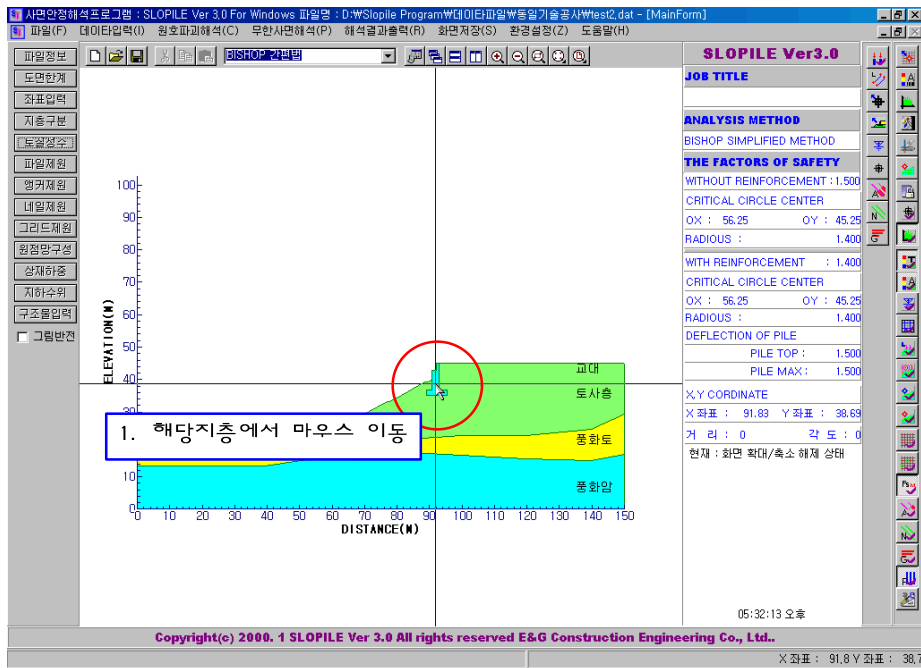 사면안정해석프로그램 : SLOPILE Ver 3,0 For Windows 파일명 : D:₩Slopile Program₩데이타파일₩동일기술공사₩test2,dat - [MainForm]
파일(F) 데이타입력(I) 원호파괴해석(C) 무한사면해석(P) 해석결과출력(R) 화면저장(S) 환경설정(Z) 도움말(H)
파일정보
도면한계
좌표입력
지층구분
토질정수
파일제원
앵커제원
네일제원
그리드제원
원점망구성
상재하중
지하수위
구조물입력
그림반전
BISHOP 간편법
ELEVATION(M)
100
90
80
70
60
50
40
30
10
0
0 10 20 30 40 50 60 70 80 90 100 110 120 130 140 150
DISTANCE(M)
교대
토사층
풍화토
풍화암
1. 해당지층에서 마우스 이동
SLOPILE Ver3.0
JOB TITLE
ANALYSIS METHOD
BISHOP SIMPLIFIED METHOD
THE FACTORS OF SAFETY
WITHOUT REINFORCEMENT : 1.500
CRITICAL CIRCLE CENTER
OX : 56.25 OY : 45.25
RADIOUS : 1.400
WITH REINFORCEMENT : 1.400
CRITICAL CIRCLE CENTER
OX : 56.25 OY : 45.25
RADIOUS : 1.400
DEFLECTION OF PILE
PILE TOP : 1.500
PILE MAX : 1.500
X,Y CORDINATE
X 좌표 : 91.83 Y 좌표 : 38.69
거 리 : 0 각 도 : 0
현재 : 화면 확대/축소 해제 상태
05:32:13 오후
Copyright(c) 2000. 1 SLOPILE Ver 3.0 All rights reserved E&G Construction Engineering Co., Ltd..
X 좌표 : 91,8 Y 좌표 : 38,7